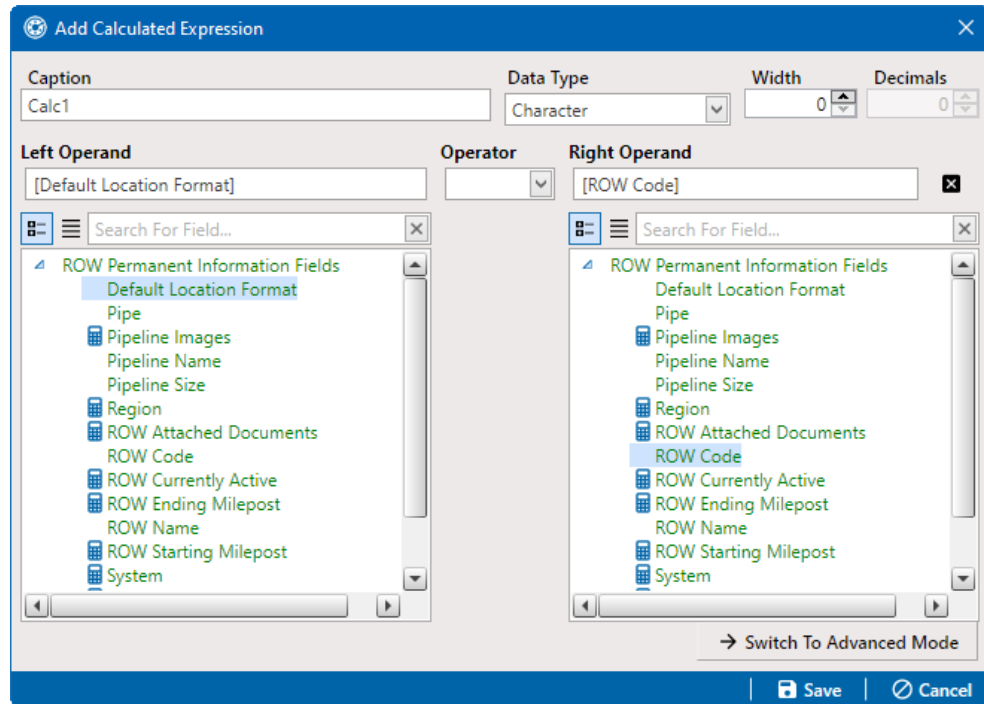 Add Calculated Expression
Caption Data Type Width Decimals
Calc1 Character 0 0
Left Operand Operator Right Operand
[Default Location Format] [ROW Code]
Search For Field... Search For Field...
ROW Permanent Information Fields
Default Location Format
Pipe
Pipeline Images
Pipeline Name
Pipeline Size
Region
ROW Attached Documents
ROW Code
ROW Currently Active
ROW Ending Milepost
ROW Name
ROW Starting Milepost
System
ROW Permanent Information Fields
Default Location Format
Pipe
Pipeline Images
Pipeline Name
Pipeline Size
Region
ROW Attached Documents
ROW Code
ROW Currently Active
ROW Ending Milepost
ROW Name
ROW Starting Milepost
System
Switch To Advanced Mode
Save Cancel